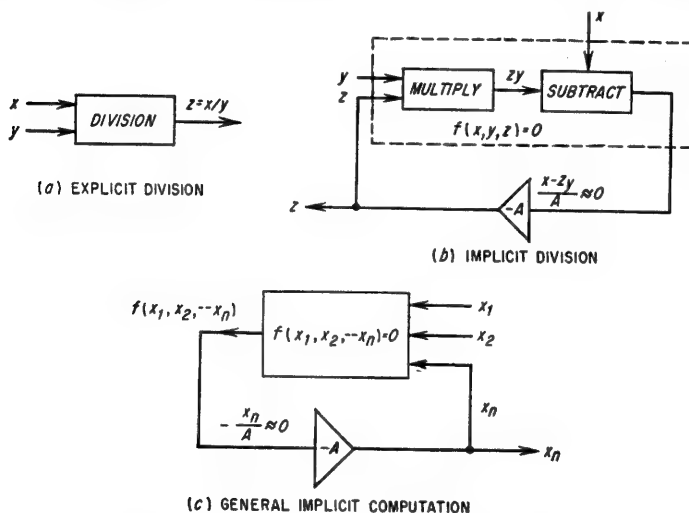 x
y
DIVISION
z=x/y
(a) EXPLICIT DIVISION
x
y
z
MULTIPLY
zy
SUBTRACT
f(x,y,z)=0
z
-A
x-zy
A
≈0
(b) IMPLICIT DIVISION
f(x₁,x₂,--xₙ)
f(x₁,x₂,--xₙ)=0
x₁
x₂
xₙ
-
xₙ
A
≈0
-A
xₙ
(c) GENERAL IMPLICIT COMPUTATION